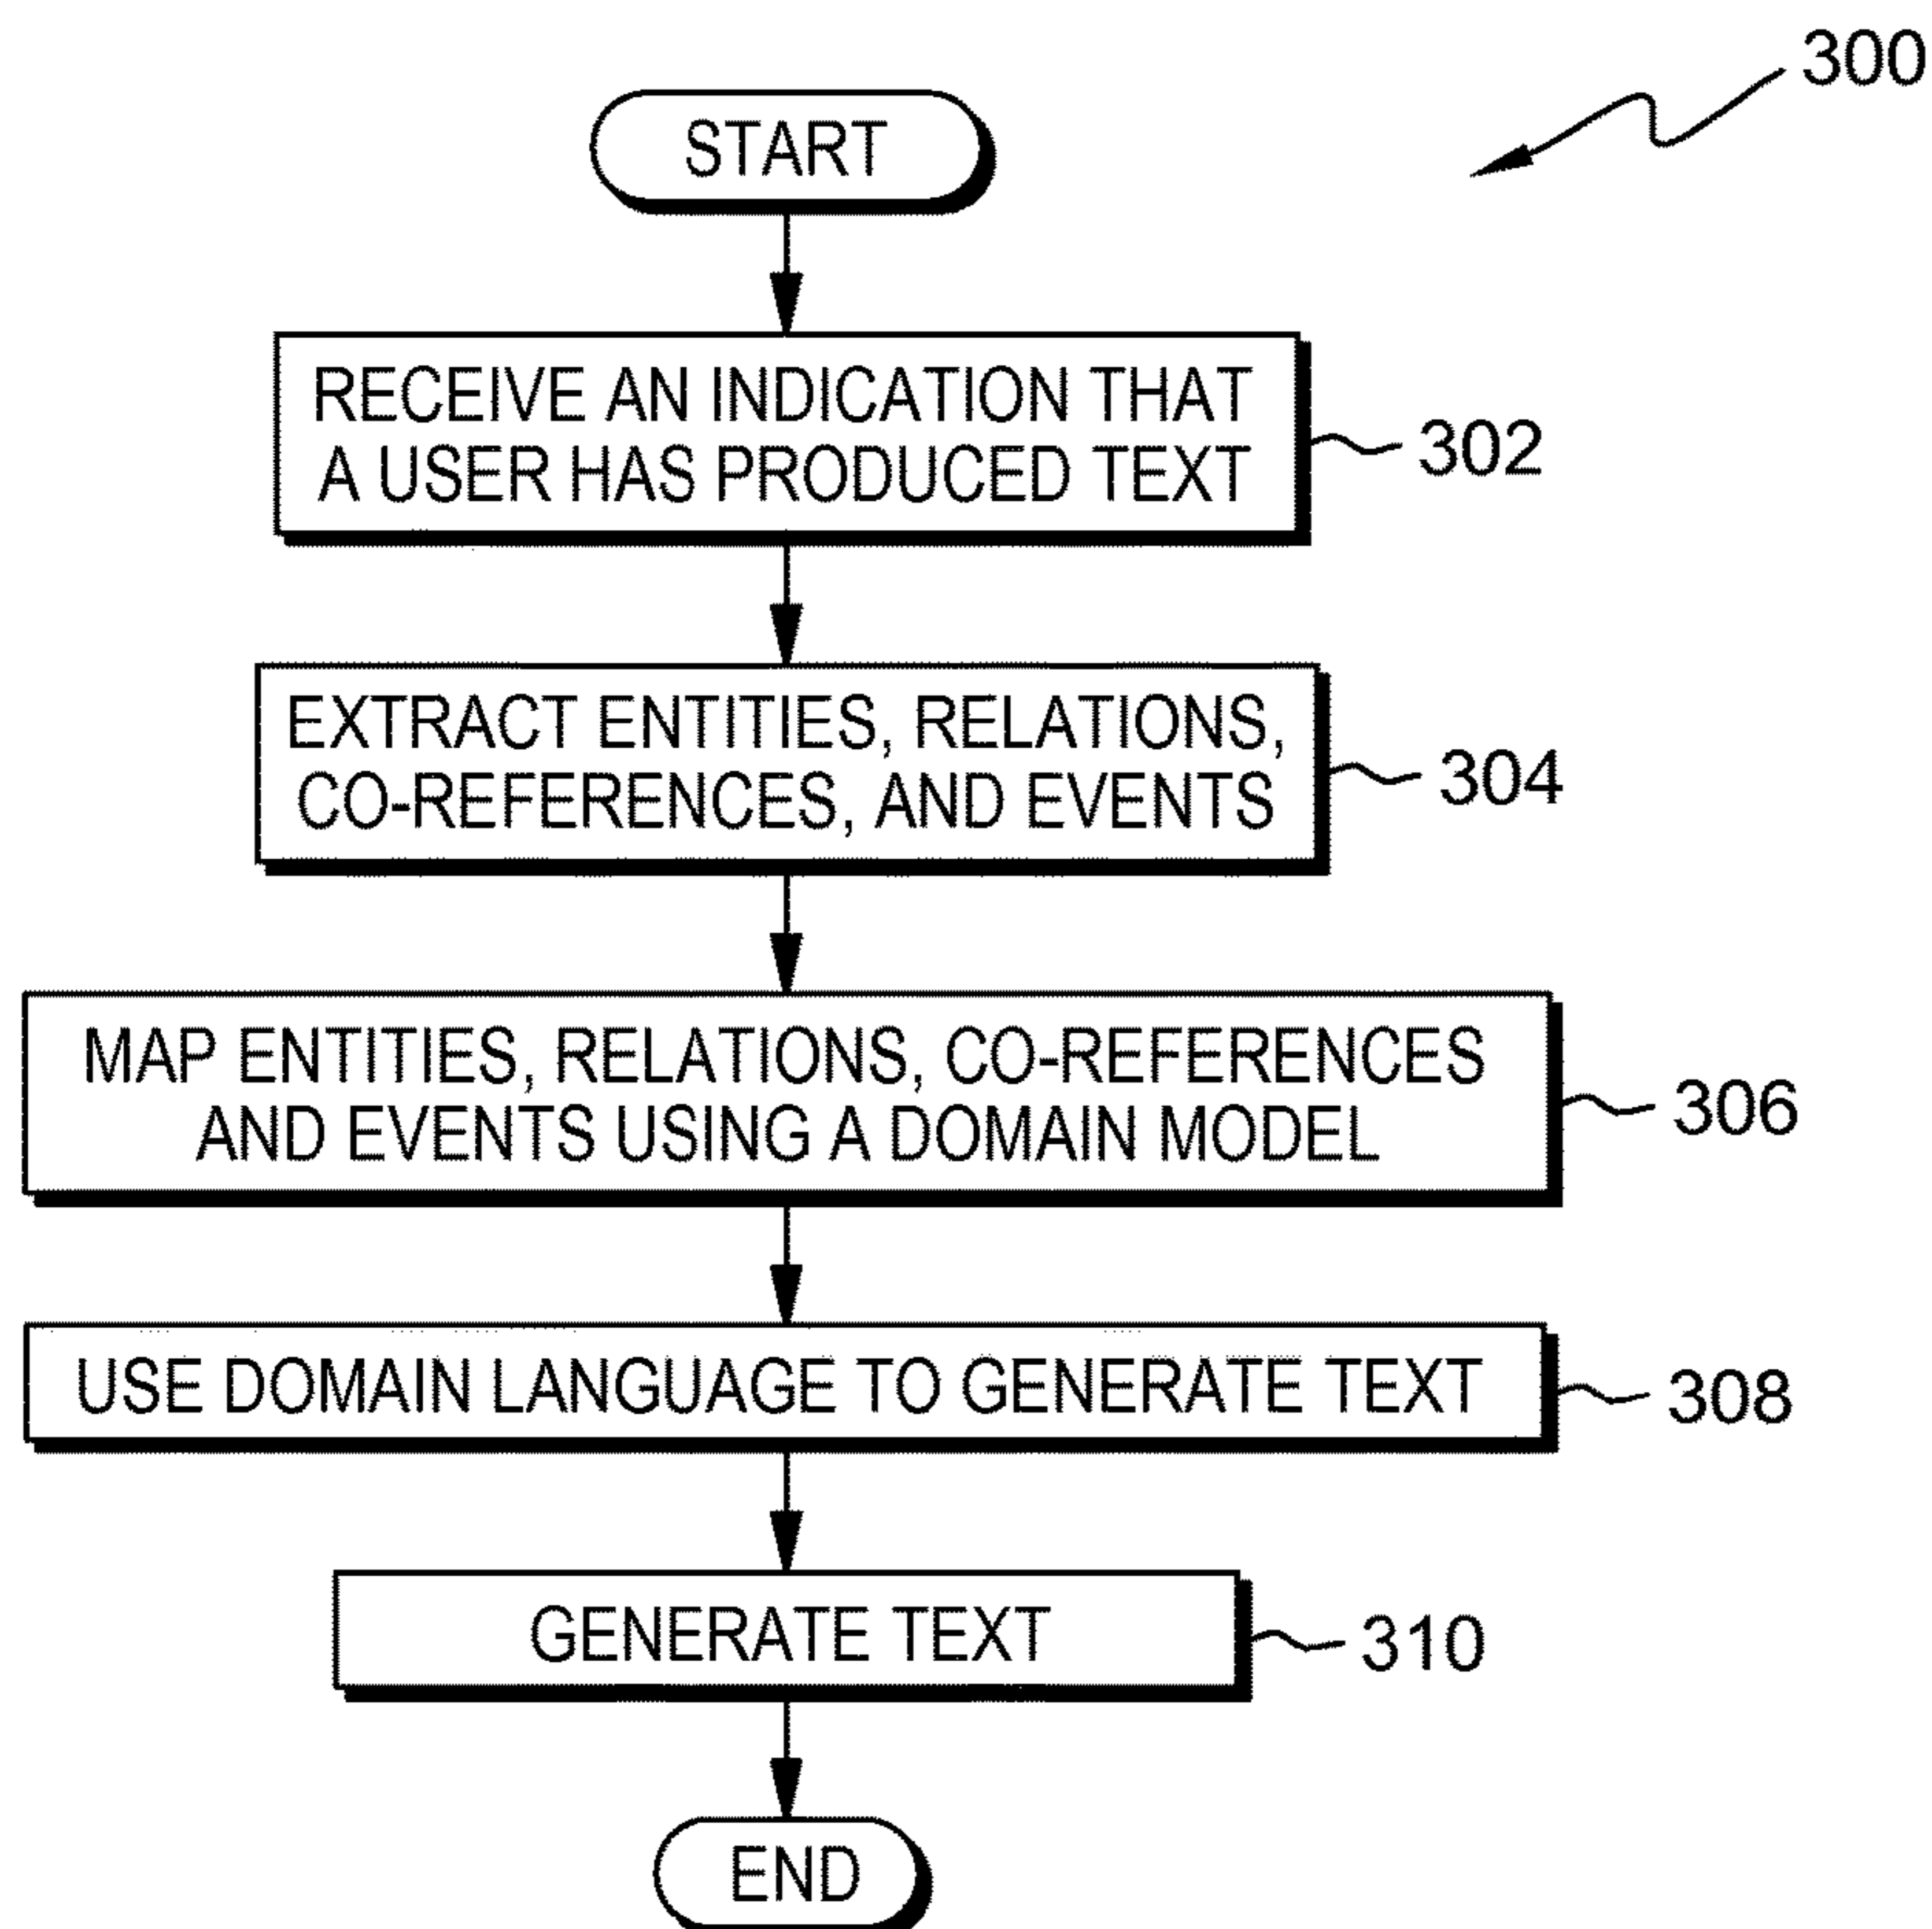 300
START
RECEIVE AN INDICATION THAT
A USER HAS PRODUCED TEXT
302
EXTRACT ENTITIES, RELATIONS,
CO-REFERENCES, AND EVENTS
304
MAP ENTITIES, RELATIONS, CO-REFERENCES
AND EVENTS USING A DOMAIN MODEL
306
USE DOMAIN LANGUAGE TO GENERATE TEXT
308
GENERATE TEXT
310
END